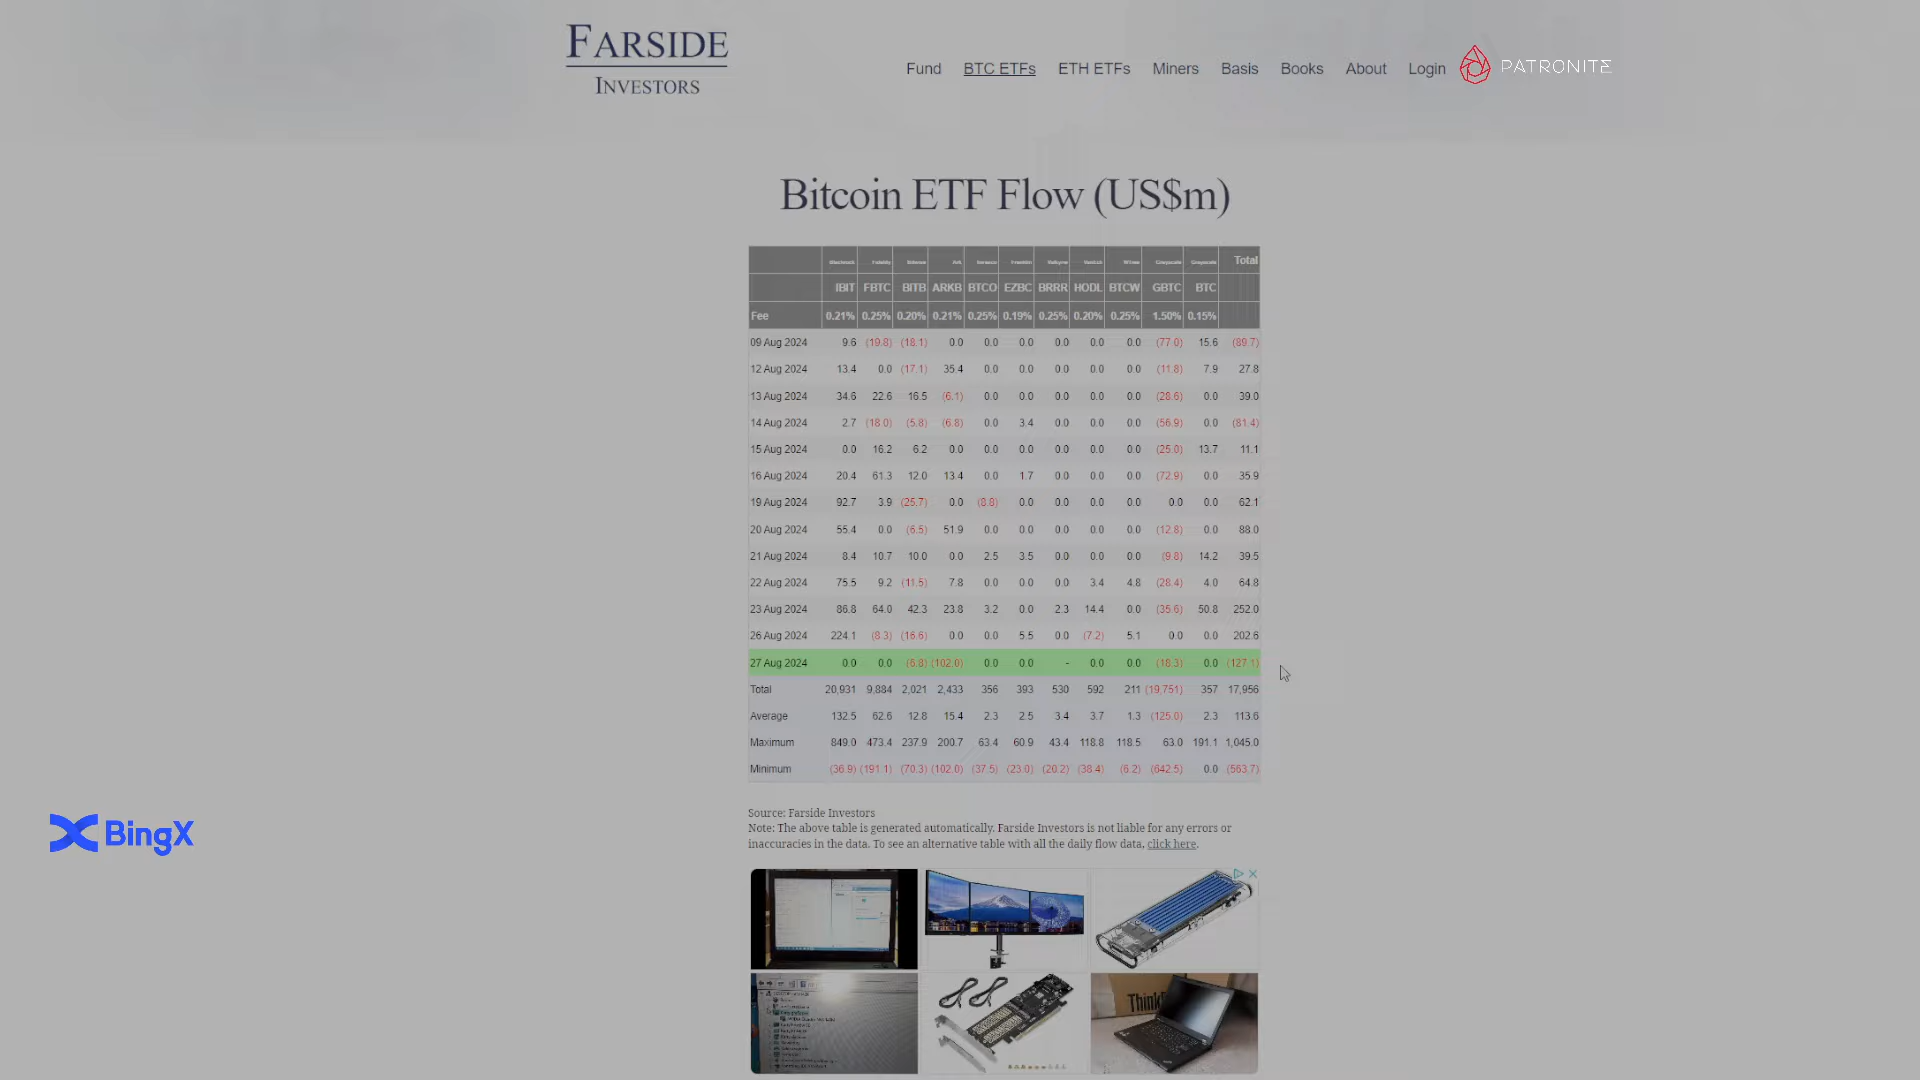 FARSIDE
INVESTORS
Fund BTC ETFs ETH ETFs Miners Basis Books About Login
PATRONITE
Bitcoin ETF Flow (US$m)
Total
IBIT FBTC BITB ARKB BTCO EZBC BRRR HODL BTCW GBTC BTC
Fee 0.21% 0.25% 0.20% 0.21% 0.25% 0.19% 0.25% 0.20% 0.25% 1.50% 0.15%
09 Aug 2024 9.6 (19.8) (18.1) 0.0 0.0 0.0 0.0 0.0 0.0 (77.0) 15.6 (89.7)
12 Aug 2024 13.4 0.0 (17.1) 35.4 0.0 0.0 0.0 0.0 0.0 (11.8) 7.9 27.8
13 Aug 2024 34.6 22.6 16.5 (6.1) 0.0 0.0 0.0 0.0 0.0 (28.6) 0.0 39.0
14 Aug 2024 2.7 (18.0) (5.8) (6.8) 0.0 3.4 0.0 0.0 0.0 (56.9) 0.0 (81.4)
15 Aug 2024 0.0 16.2 6.2 0.0 0.0 0.0 0.0 0.0 0.0 (25.0) 13.7 11.1
16 Aug 2024 20.4 61.3 12.0 13.4 0.0 1.7 0.0 0.0 0.0 (72.9) 0.0 35.9
19 Aug 2024 92.7 3.9 (25.7) 0.0 (8.8) 0.0 0.0 0.0 0.0 0.0 0.0 62.1
20 Aug 2024 55.4 0.0 (6.5) 51.9 0.0 0.0 0.0 0.0 0.0 (12.8) 0.0 88.0
21 Aug 2024 8.4 10.7 10.0 0.0 2.5 3.5 0.0 0.0 0.0 (9.8) 14.2 39.5
22 Aug 2024 75.5 9.2 (11.5) 7.8 0.0 0.0 0.0 3.4 4.8 (28.4) 4.0 64.8
23 Aug 2024 86.8 64.0 42.3 23.8 3.2 0.0 2.3 14.4 0.0 (35.6) 50.8 252.0
26 Aug 2024 224.1 (8.3) (16.6) 0.0 0.0 5.5 0.0 (7.2) 5.1 0.0 0.0 202.6
27 Aug 2024 0.0 0.0 (6.8) (102.0) 0.0 0.0 - 0.0 0.0 (18.3) 0.0 (127.1)
Total 20,931 9,884 2,021 2,433 356 393 530 592 211 (19,751) 357 17,956
Average 132.5 62.6 12.8 15.4 2.3 2.5 3.4 3.7 1.3 (125.0) 2.3 113.6
Maximum 849.0 473.4 237.9 200.7 63.4 60.9 43.4 118.8 118.5 63.0 191.1 1,045.0
Minimum (36.9) (191.1) (70.3) (102.0) (37.5) (23.0) (20.2) (38.4) (6.2) (642.5) 0.0 (563.7)
Source: Farside Investors
Note: The above table is generated automatically. Farside Investors is not liable for any errors or
inaccuracies in the data. To see an alternative table with all the daily flow data, click here.
BingX